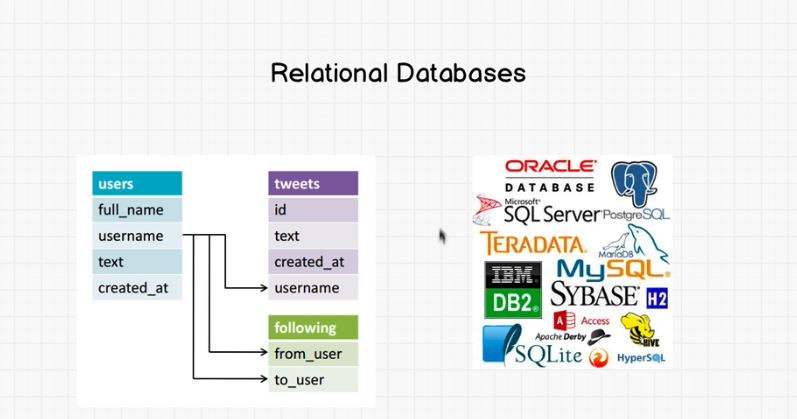 Relational Databases
users
full_name
username
text
created_at
tweets
id
text
created_at
username
following
from_user
to_user
ORACLE
DATABASE
Microsoft
SQL Server
PostgreSQL
TERADATA
MariaDB
MySQL
IBM
DB2
SYBASE
H2
Access
Apache Derby
HIVE
SQLite
HyperSQL